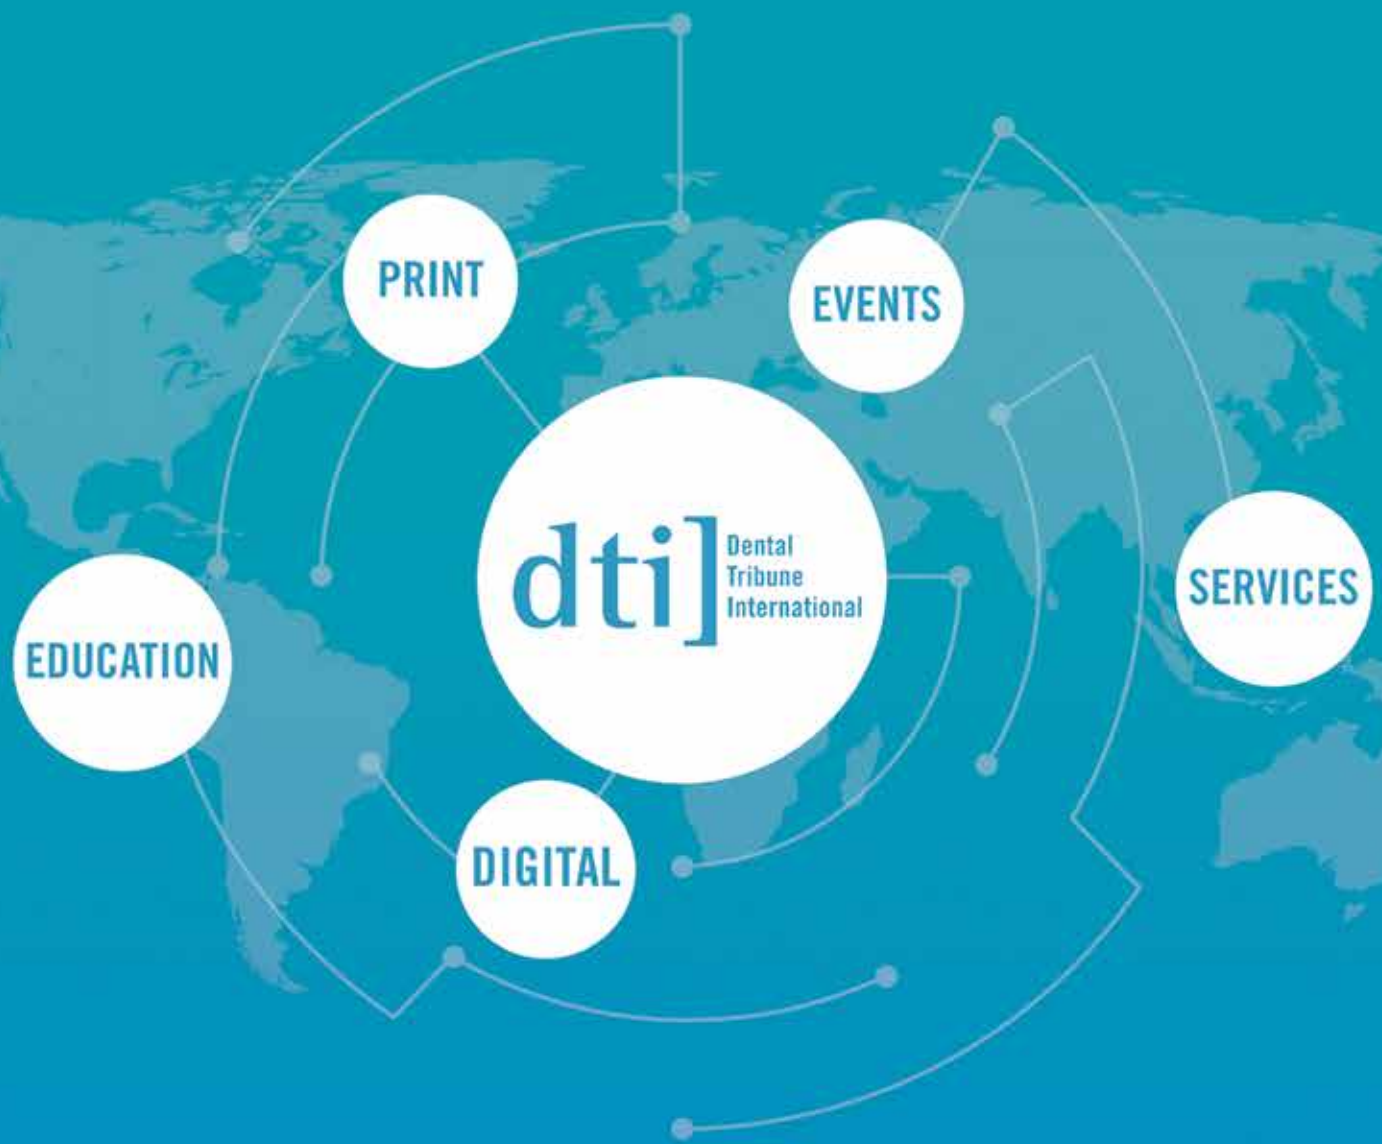 PRINT
EVENTS
dti]
Dental
Tribune
International
SERVICES
EDUCATION
DIGITAL